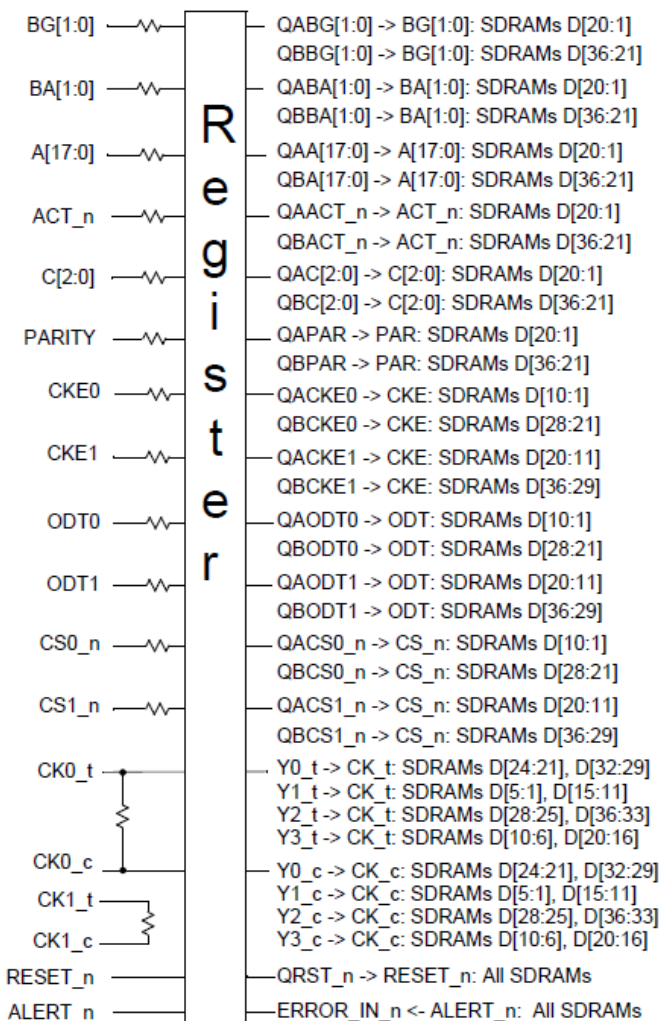 BG[1:0]
QABG[1:0] -> BG[1:0]: SDRAMs D[20:1]
QBBG[1:0] -> BG[1:0]: SDRAMs D[36:21]
BA[1:0]
QABA[1:0] -> BA[1:0]: SDRAMs D[20:1]
QBBA[1:0] -> BA[1:0]: SDRAMs D[36:21]
A[17:0]
QAA[17:0] -> A[17:0]: SDRAMs D[20:1]
QBA[17:0] -> A[17:0]: SDRAMs D[36:21]
ACT_n
QAACT_n -> ACT_n: SDRAMs D[20:1]
QBACT_n -> ACT_n: SDRAMs D[36:21]
C[2:0]
QAC[2:0] -> C[2:0]: SDRAMs D[20:1]
QBC[2:0] -> C[2:0]: SDRAMs D[36:21]
PARITY
QAPAR -> PAR: SDRAMs D[20:1]
QBPAR -> PAR: SDRAMs D[36:21]
CKE0
QACKE0 -> CKE: SDRAMs D[10:1]
QBCKE0 -> CKE: SDRAMs D[28:21]
CKE1
QACKE1 -> CKE: SDRAMs D[20:11]
QBCKE1 -> CKE: SDRAMs D[36:29]
ODT0
QAODT0 -> ODT: SDRAMs D[10:1]
QBODT0 -> ODT: SDRAMs D[28:21]
ODT1
QAODT1 -> ODT: SDRAMs D[20:11]
QBODT1 -> ODT: SDRAMs D[36:29]
CS0_n
QACS0_n -> CS_n: SDRAMs D[10:1]
QBCS0_n -> CS_n: SDRAMs D[28:21]
CS1_n
QACS1_n -> CS_n: SDRAMs D[20:11]
QBCS1_n -> CS_n: SDRAMs D[36:29]
CK0_t
Y0_t -> CK_t: SDRAMs D[24:21], D[32:29]
Y1_t -> CK_t: SDRAMs D[5:1], D[15:11]
Y2_t -> CK_t: SDRAMs D[28:25], D[36:33]
Y3_t -> CK_t: SDRAMs D[10:6], D[20:16]
CK0_c
Y0_c -> CK_c: SDRAMs D[24:21], D[32:29]
Y1_c -> CK_c: SDRAMs D[5:1], D[15:11]
Y2_c -> CK_c: SDRAMs D[28:25], D[36:33]
Y3_c -> CK_c: SDRAMs D[10:6], D[20:16]
CK1_t
CK1_c
RESET_n
QRST_n -> RESET_n: All SDRAMs
ALERT_n
ERROR_IN_n <- ALERT_n: All SDRAMs
Register